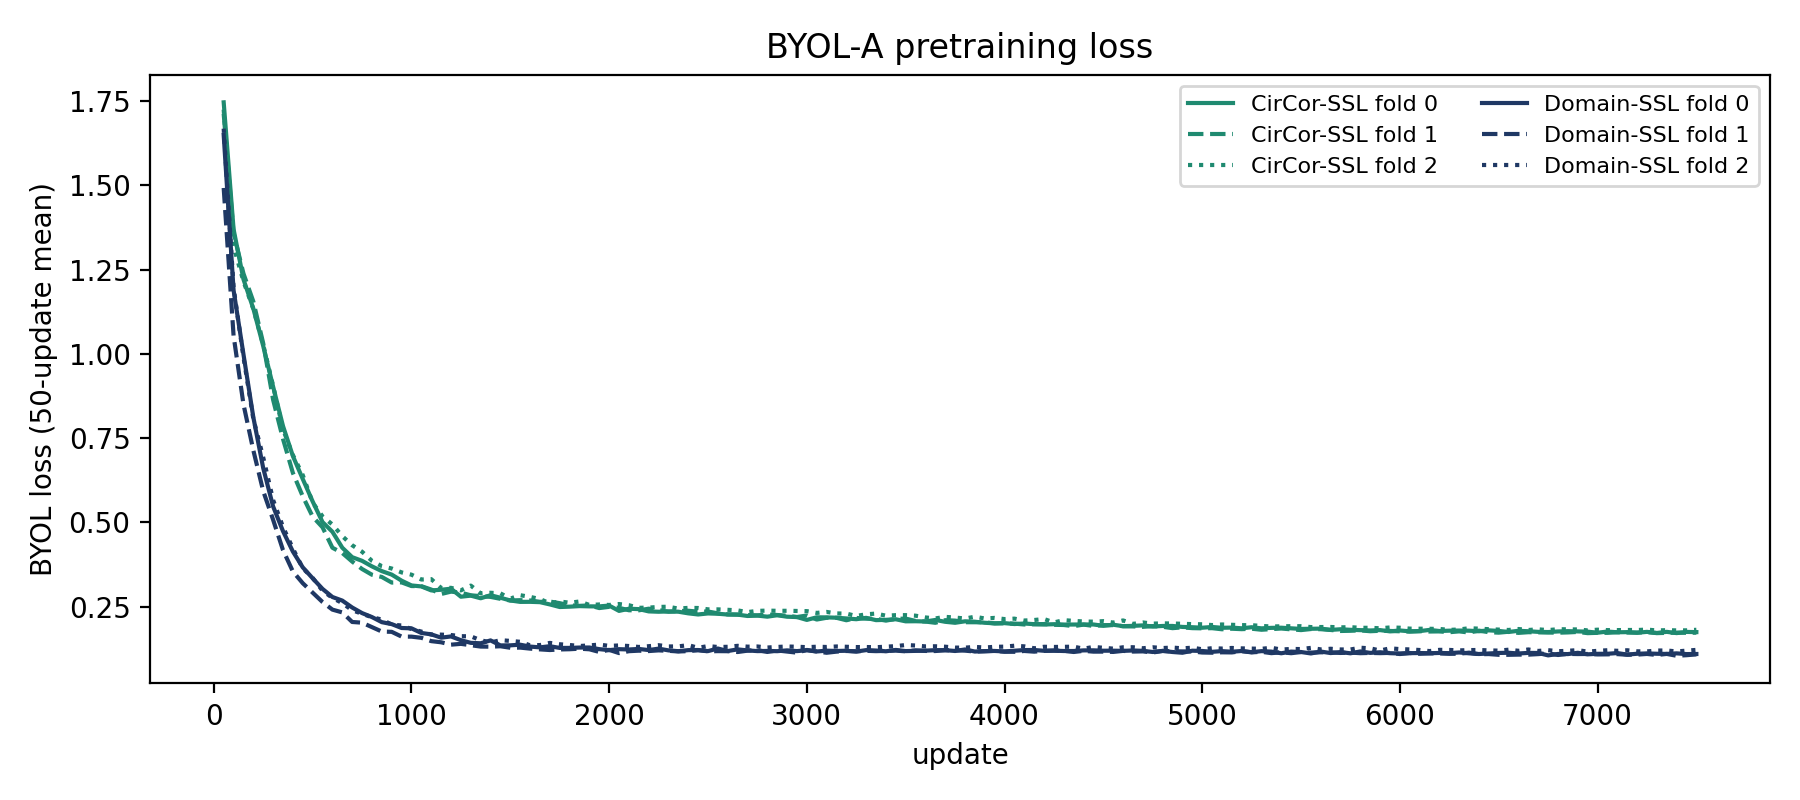 BYOL-A pretraining loss
CirCor-SSL fold 0
CirCor-SSL fold 1
CirCor-SSL fold 2
Domain-SSL fold 0
Domain-SSL fold 1
Domain-SSL fold 2
BYOL loss (50-update mean)
1.75
1.50
1.25
1.00
0.75
0.50
0.25
0 1000 2000 3000 4000 5000 6000 7000
update